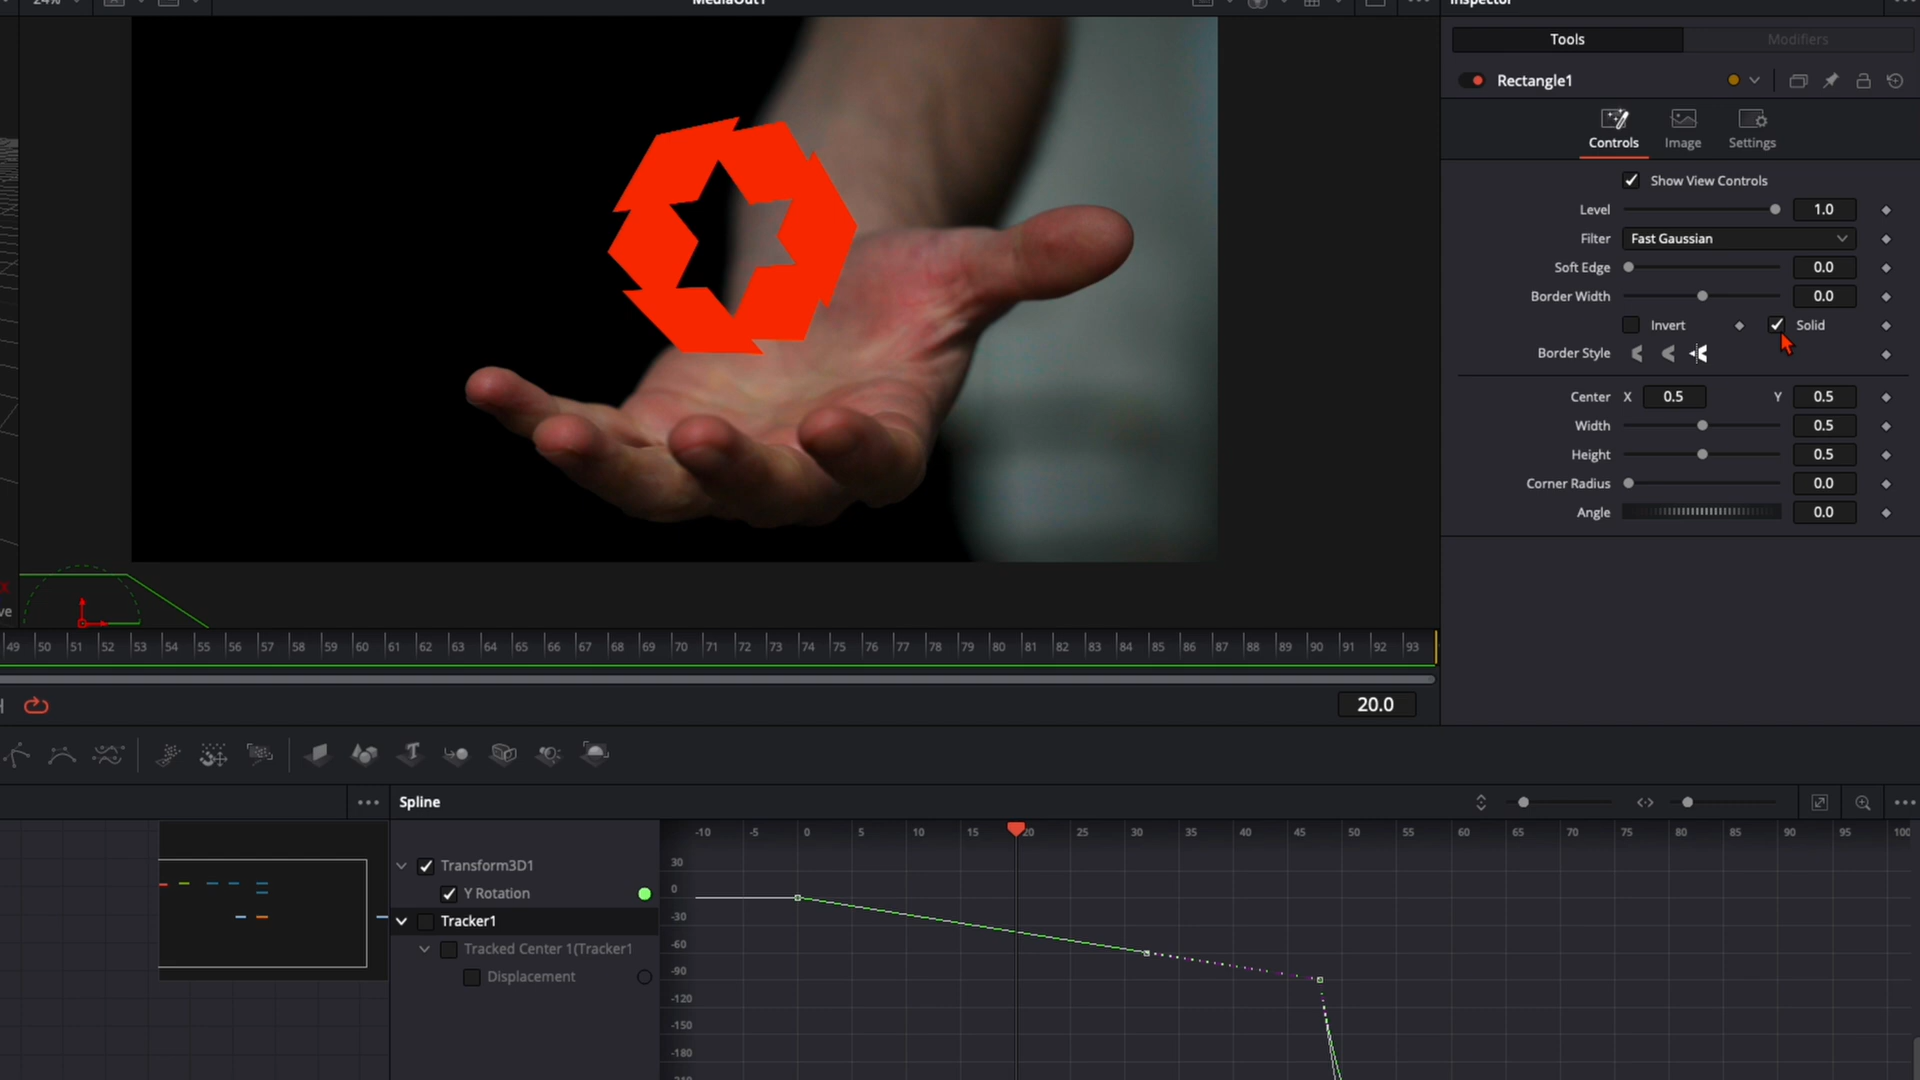 24%
MediaOut1
Inspector
Tools
Modifiers
Rectangle1
Controls
Image
Settings
Show View Controls
Level
1.0
Filter
Fast Gaussian
Soft Edge
0.0
Border Width
0.0
Invert
Solid
Border Style
Center X 0.5 Y 0.5
Width
0.5
Height
0.5
Corner Radius
0.0
Angle
0.0
ve
49 50 51 52 53 54 55 56 57 58 59 60 61 62 63 64 65 66 67 68 69 70 71 72 73 74 75 76 77 78 79 80 81 82 83 84 85 86 87 88 89 90 91 92 93
20.0
T
Spline
-10 -5 0 5 10 15 20 25 30 35 40 45 50 55 60 65 70 75 80 85 90 95 100
Transform3D1
Y Rotation
Tracker1
Tracked Center 1(Tracker1
Displacement
30
0
-30
-60
-90
-120
-150
-180
-210